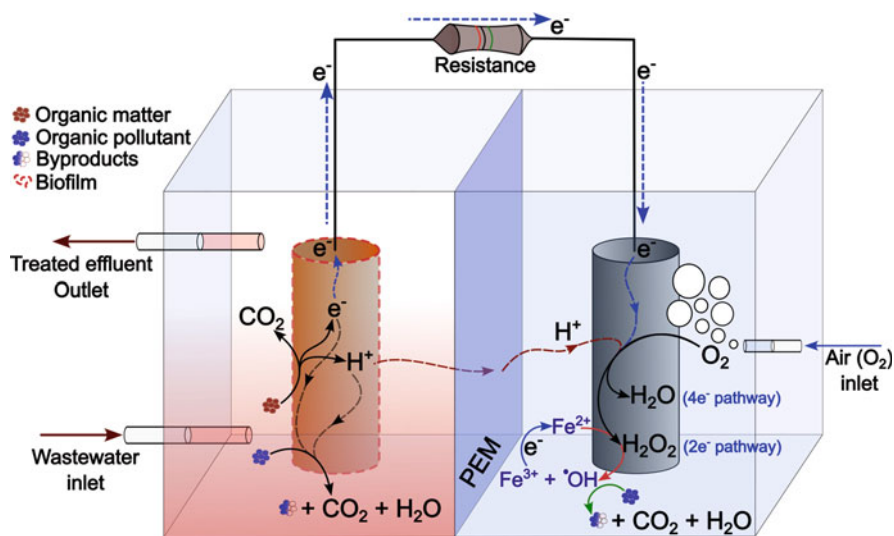 e⁻
Resistance
e⁻
e⁻
Organic matter
Organic pollutant
Byproducts
Biofilm
Treated effluent
Outlet
e⁻
e⁻
CO₂
e⁻
H⁺
H⁺
O₂
Air (O₂)
inlet
H₂O (4e⁻ pathway)
Wastewater
inlet
PEM
Fe²⁺
H₂O₂ (2e⁻ pathway)
e⁻
Fe³⁺ + •OH
+ CO₂ + H₂O
+ CO₂ + H₂O